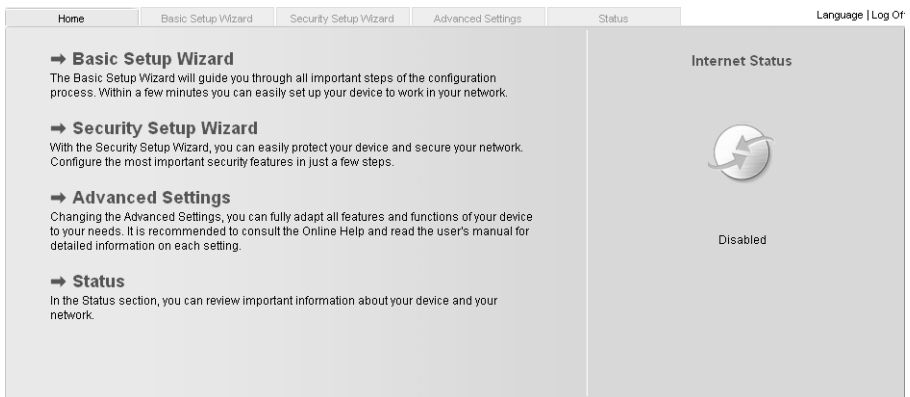 Home Basic Setup Wizard Security Setup Wizard Advanced Settings Status Language | Log Of
➡ Basic Setup Wizard
The Basic Setup Wizard will guide you through all important steps of the configuration
process. Within a few minutes you can easily set up your device to work in your network.
➡ Security Setup Wizard
With the Security Setup Wizard, you can easily protect your device and secure your network.
Configure the most important security features in just a few steps.
➡ Advanced Settings
Changing the Advanced Settings, you can fully adapt all features and functions of your device
to your needs. It is recommended to consult the Online Help and read the user's manual for
detailed information on each setting.
➡ Status
In the Status section, you can review important information about your device and your
network.
Internet Status
Disabled